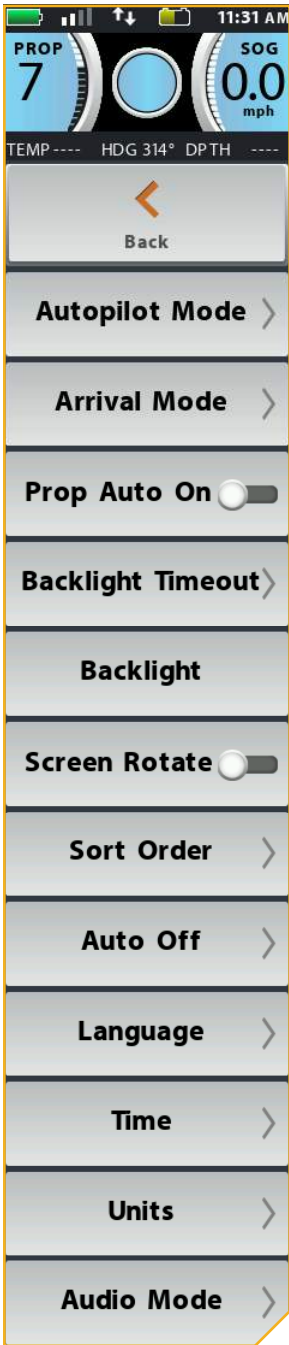 11:31 AM
PROP SOG
7 0.0
mph
TEMP ---- HDG 314° DPTH ----
Back
Autopilot Mode
Arrival Mode
Prop Auto On
Backlight Timeout
Backlight
Screen Rotate
Sort Order
Auto Off
Language
Time
Units
Audio Mode